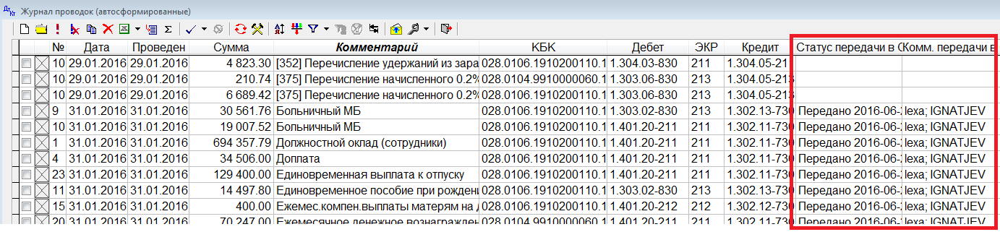 Дт Кт Журнал проводок (автосформированные)
№ Дата Проведен Сумма Комментарий КБК Дебет ЭКР Кредит Статус передачи в Комм. передачи в
10 29.01.2016 29.01.2016 4 823.30 [352] Перечисление удержаний из зара 028.0106.1910200110.1 1.304.03-830 211 1.304.05-21
10 29.01.2016 29.01.2016 210.74 [375] Перечисление начисленного 0.2% 028.0104.9910000060.1 1.303.06-830 213 1.304.05-213
10 29.01.2016 29.01.2016 6 689.42 [375] Перечисление начисленного 0.2% 028.0106.1910200110.1 1.303.06-830 213 1.304.05-213
9 31.01.2016 31.01.2016 30 561.76 Больничный МБ 028.0106.1910200110.1 1.303.02-830 213 1.302.13-730 Передано 2016-06- lexa; IGNATJEV
10 31.01.2016 31.01.2016 19 007.52 Больничный МБ 028.0106.1910200110.1 1.401.20-211 211 1.302.11-730 Передано 2016-06- lexa; IGNATJEV
1 31.01.2016 31.01.2016 694 357.79 Должностной оклад (сотрудники) 028.0106.1910200110.1 1.401.20-211 211 1.302.11-730 Передано 2016-06- lexa; IGNATJEV
4 31.01.2016 31.01.2016 34 506.00 Доплата 028.0106.1910200110.1 1.401.20-211 211 1.302.11-730 Передано 2016-06- lexa; IGNATJEV
23 31.01.2016 31.01.2016 129 400.00 Единовременная выплата к отпуску 028.0106.1910200110.1 1.401.20-211 211 1.302.11-730 Передано 2016-06- lexa; IGNATJEV
11 31.01.2016 31.01.2016 14 497.80 Единовременное пособие при рожден 028.0106.1910200110.1 1.303.02-830 213 1.302.13-730 Передано 2016-06- lexa; IGNATJEV
15 31.01.2016 31.01.2016 400.00 Ежемес.компен.выплаты матерям на 028.0106.1910200110.1 1.401.20-212 212 1.302.12-730 Передано 2016-06- lexa; IGNATJEV
20 31.01.2016 31.01.2016 70 247.00 Ежемесячное денежное вознагражден 028.0104.9910000060.1 1.401.20-211 211 1.302.11-730 Передано 2016-06- lexa; IGNATJEV